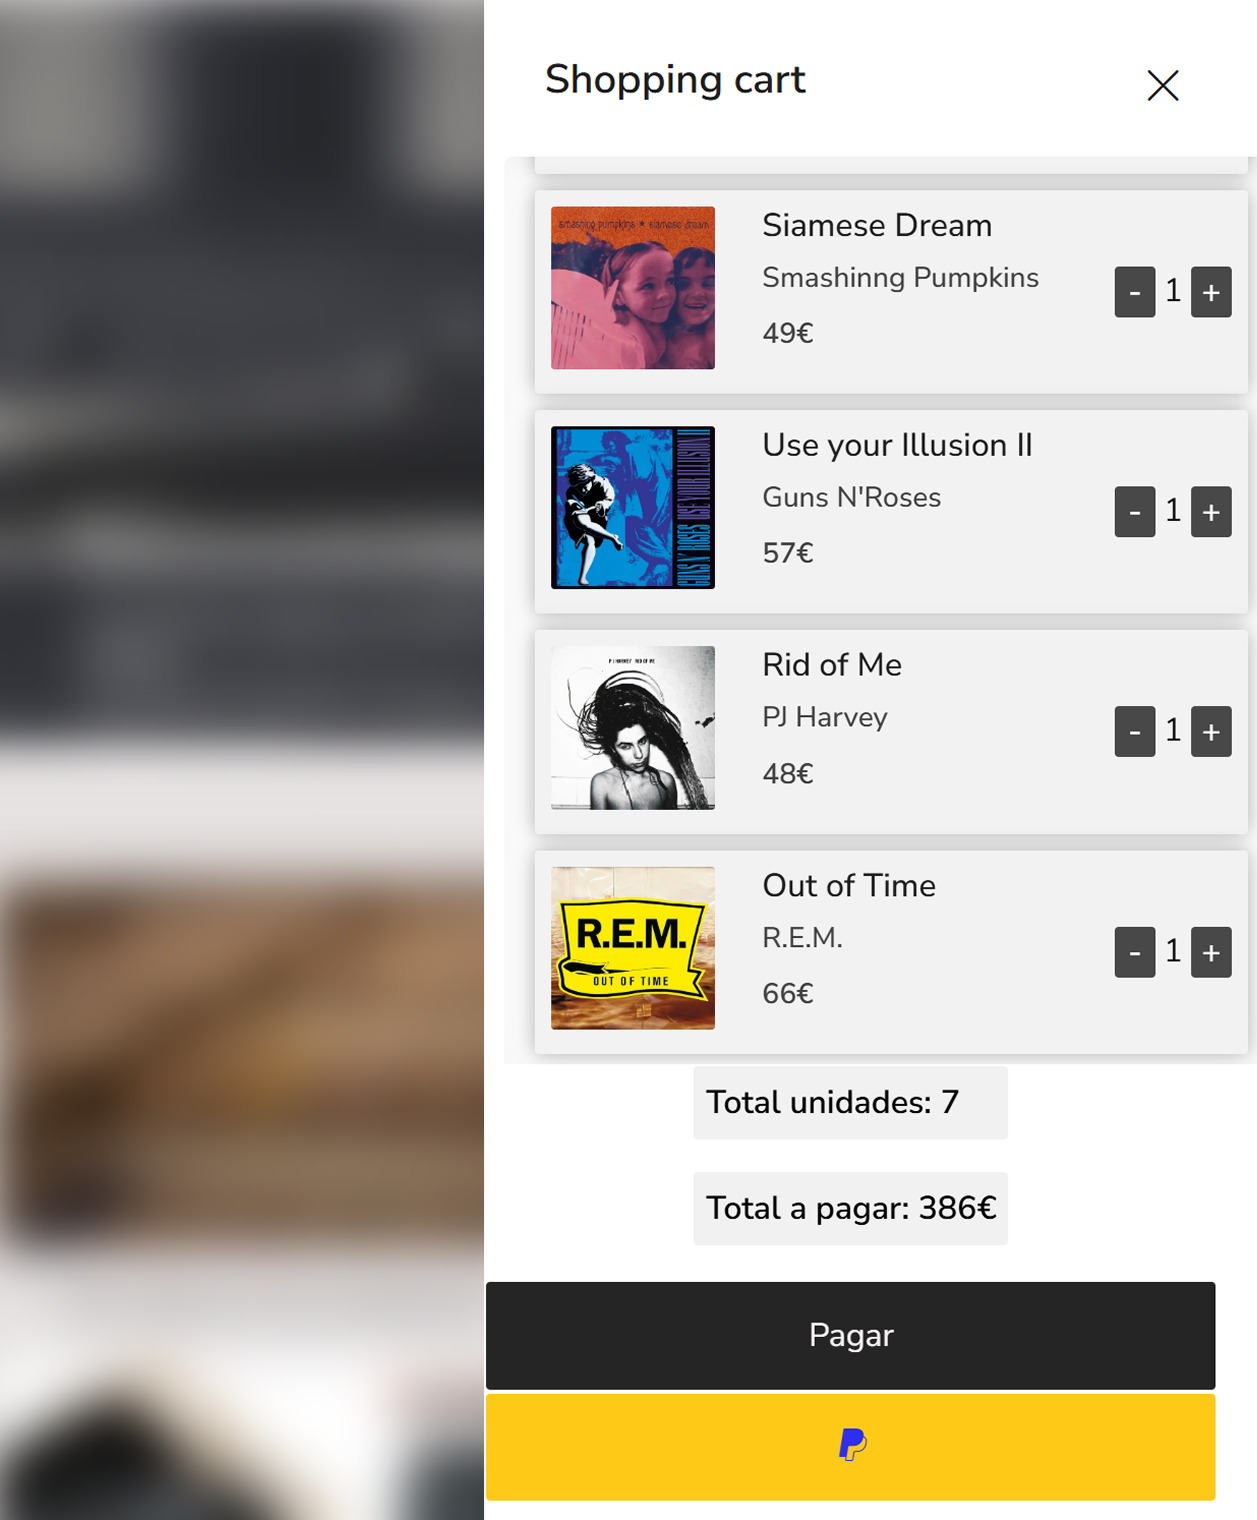 Shopping cart
smashing pumpkins ★ siamese dream
Siamese Dream
Smashinng Pumpkins
49€
- 1 +
GUNS N' ROSES USE YOUR ILLUSION II
Use your Illusion II
Guns N'Roses
57€
- 1 +
PJ HARVEY RID OF ME
Rid of Me
PJ Harvey
48€
- 1 +
R.E.M.
OUT OF TIME
Out of Time
R.E.M.
66€
- 1 +
Total unidades: 7
Total a pagar: 386€
Pagar